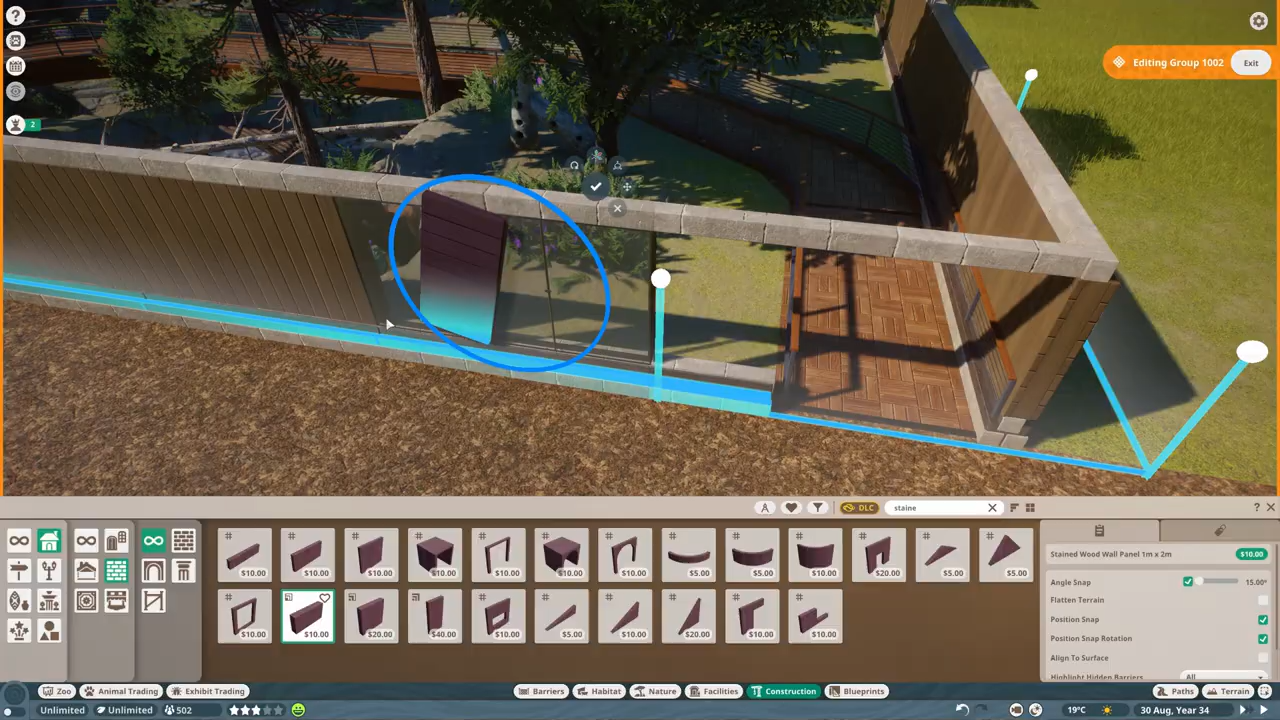 ?
Editing Group 1002 Exit
2
DLC staine ?
$10.00 $10.00 $10.00 $10.00 $10.00 $10.00 $10.00 $5.00 $5.00 $10.00 $20.00 $5.00 $5.00
$10.00 $10.00 $20.00 $40.00 $10.00 $5.00 $10.00 $20.00 $10.00 $10.00
Stained Wood Wall Panel 1m x 2m $10.00
Angle Snap 15.00°
Flatten Terrain
Position Snap
Position Snap Rotation
Align To Surface
Highlight Hidden Barriers All
Zoo Animal Trading Exhibit Trading Barriers Habitat Nature Facilities Construction Blueprints Paths Terrain
Unlimited Unlimited 502 19°C 30 Aug, Year 34